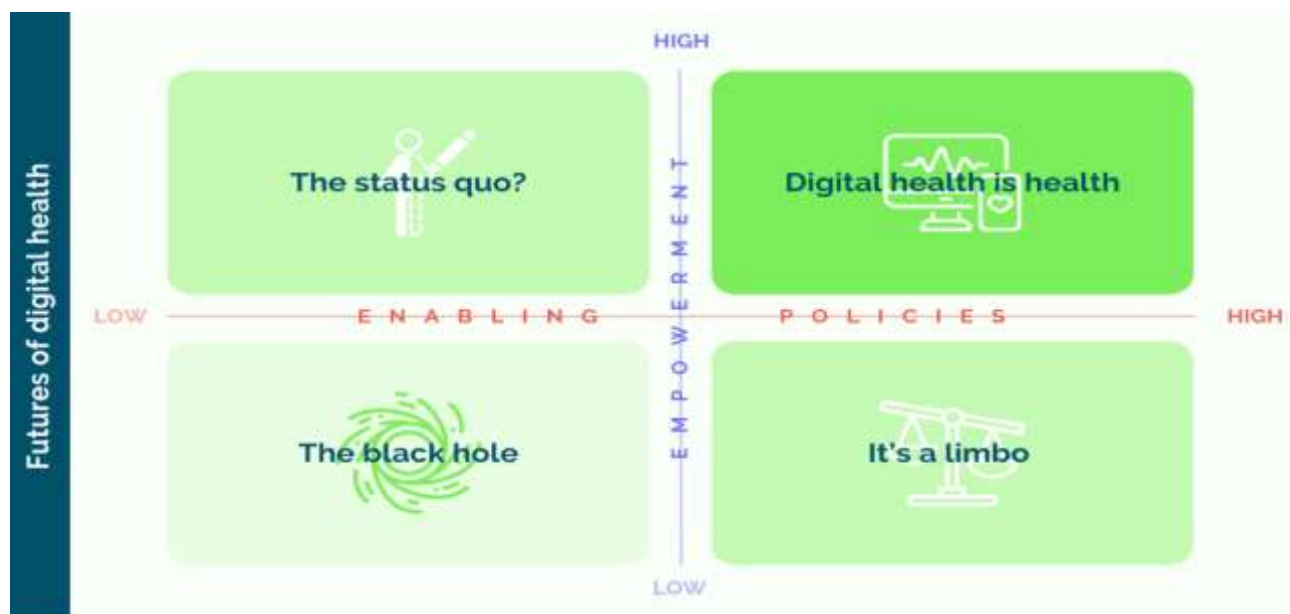 Futures of digital health
HIGH
The status quo?
Digital health is health
EMPOWERMENT
LOW
ENABLING POLICIES
HIGH
The black hole
It's a limbo
LOW